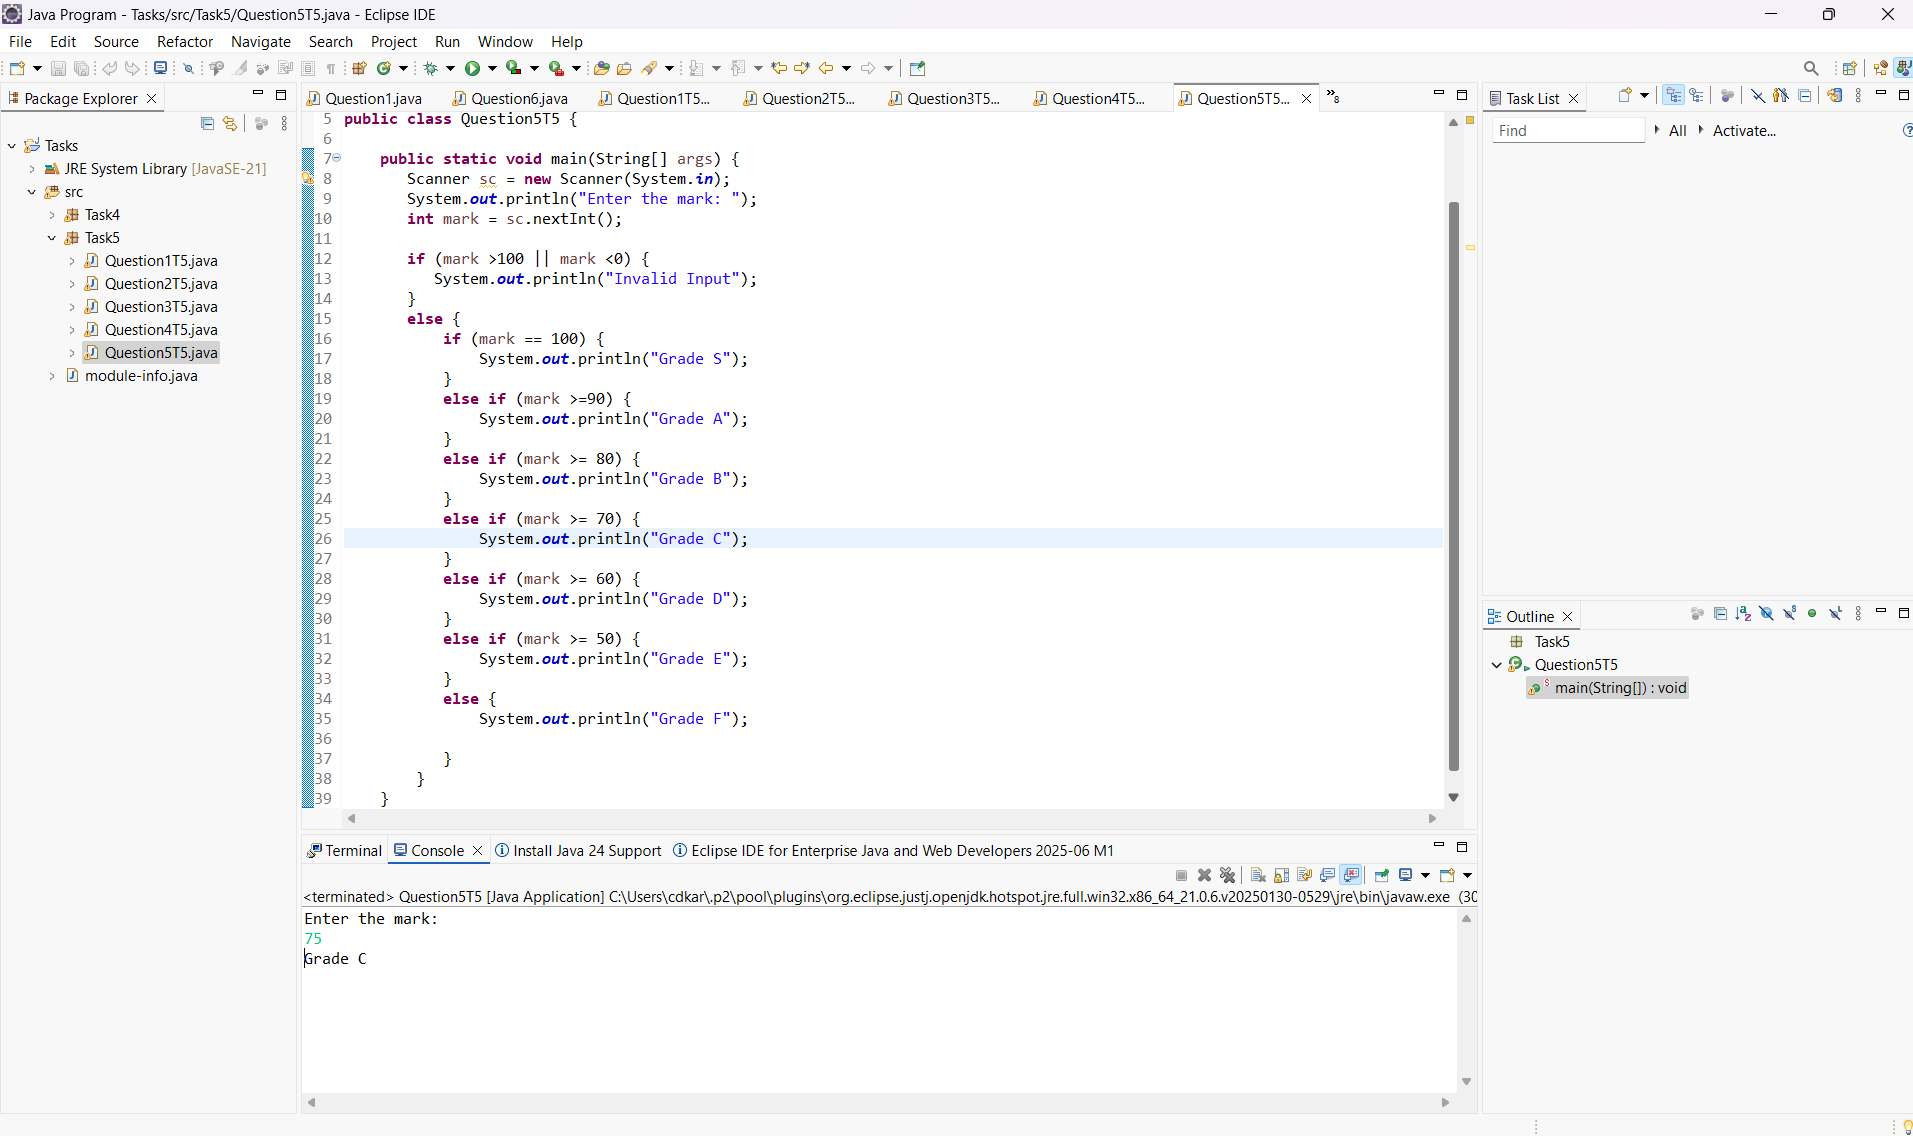 Java Program - Tasks/src/Task5/Question5T5.java - Eclipse IDE
File Edit Source Refactor Navigate Search Project Run Window Help
Package Explorer
Tasks
JRE System Library [JavaSE-21]
src
Task4
Task5
Question1T5.java
Question2T5.java
Question3T5.java
Question4T5.java
Question5T5.java
module-info.java
Question1.java Question6.java Question1T5... Question2T5... Question3T5... Question4T5... Question5T5... »8
5 public class Question5T5 {
6
7 public static void main(String[] args) {
8 Scanner sc = new Scanner(System.in);
9 System.out.println("Enter the mark: ");
10 int mark = sc.nextInt();
11
12 if (mark >100 || mark <0) {
13 System.out.println("Invalid Input");
14 }
15 else {
16 if (mark == 100) {
17 System.out.println("Grade S");
18 }
19 else if (mark >=90) {
20 System.out.println("Grade A");
21 }
22 else if (mark >= 80) {
23 System.out.println("Grade B");
24 }
25 else if (mark >= 70) {
26 System.out.println("Grade C");
27 }
28 else if (mark >= 60) {
29 System.out.println("Grade D");
30 }
31 else if (mark >= 50) {
32 System.out.println("Grade E");
33 }
34 else {
35 System.out.println("Grade F");
36
37 }
38 }
39 }
Terminal Console Install Java 24 Support Eclipse IDE for Enterprise Java and Web Developers 2025-06 M1
<terminated> Question5T5 [Java Application] C:\Users\cdkar\.p2\pool\plugins\org.eclipse.justj.openjdk.hotspot.jre.full.win32.x86_64_21.0.6.v20250130-0529\jre\bin\javaw.exe (30
Enter the mark:
75
Grade C
Task List
Find All Activate...
Outline
Task5
Question5T5
main(String[]) : void